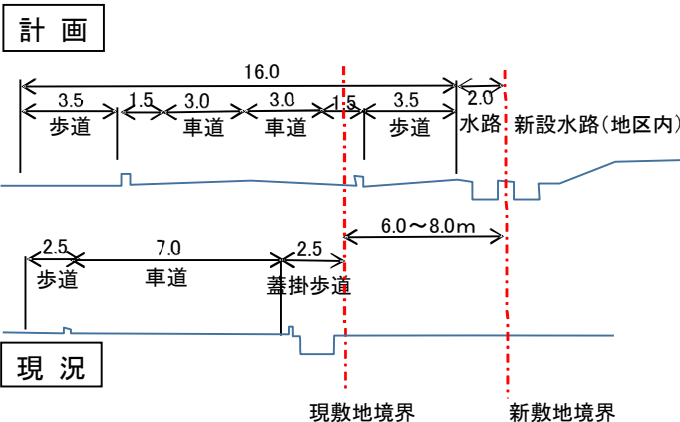 計 画
16.0
3.5 1.5 3.0 3.0 1.5 3.5 2.0
歩道 車道 車道 歩道 水路 新設水路(地区内)
6.0~8.0m
2.5 7.0 2.5
歩道 車道 蓋掛歩道
現 況
現敷地境界 新敷地境界